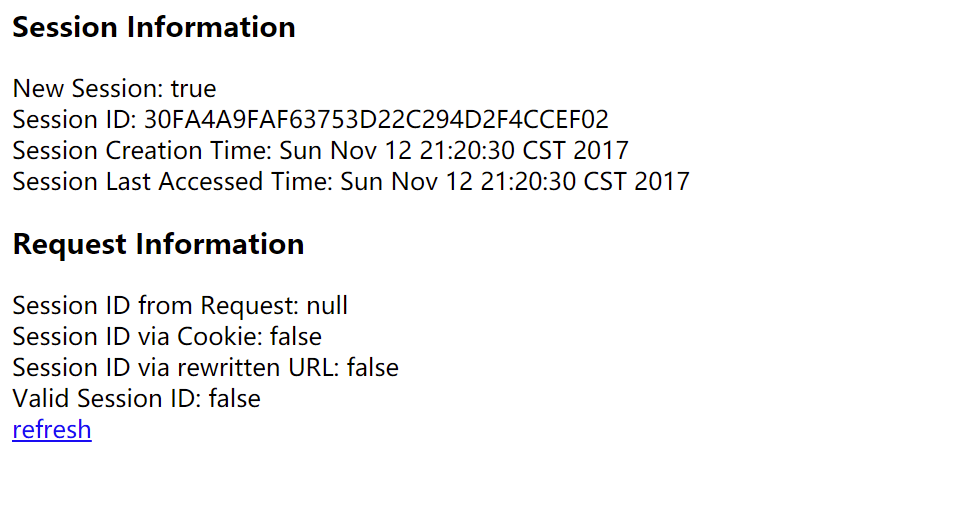 Session Information
New Session: true
Session ID: 30FA4A9FAF63753D22C294D2F4CCEF02
Session Creation Time: Sun Nov 12 21:20:30 CST 2017
Session Last Accessed Time: Sun Nov 12 21:20:30 CST 2017
Request Information
Session ID from Request: null
Session ID via Cookie: false
Session ID via rewritten URL: false
Valid Session ID: false
refresh